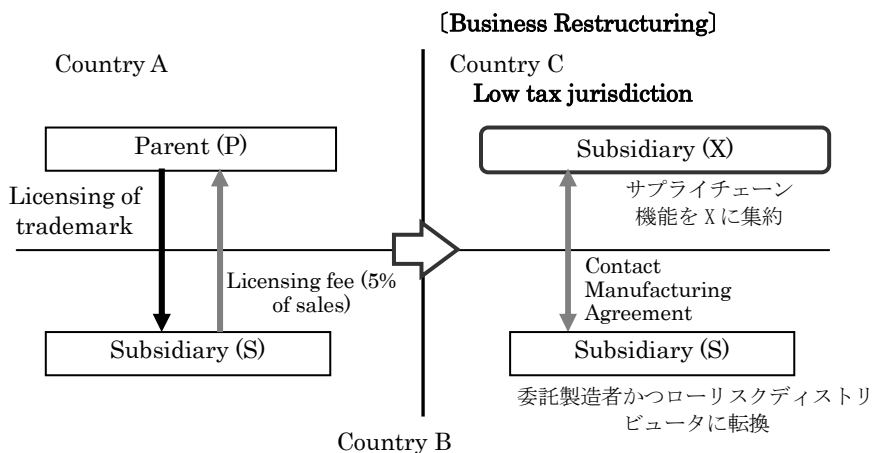 〔Business Restructuring〕
Country A
Country C
Low tax jurisdiction
Parent (P)
Subsidiary (X)
Licensing of
trademark
サプライチェーン
機能を X に集約
Licensing fee (5%
of sales)
Contact
Manufacturing
Agreement
Subsidiary (S)
Subsidiary (S)
委託製造者かつローリスクディストリ
ビュータに転換
Country B